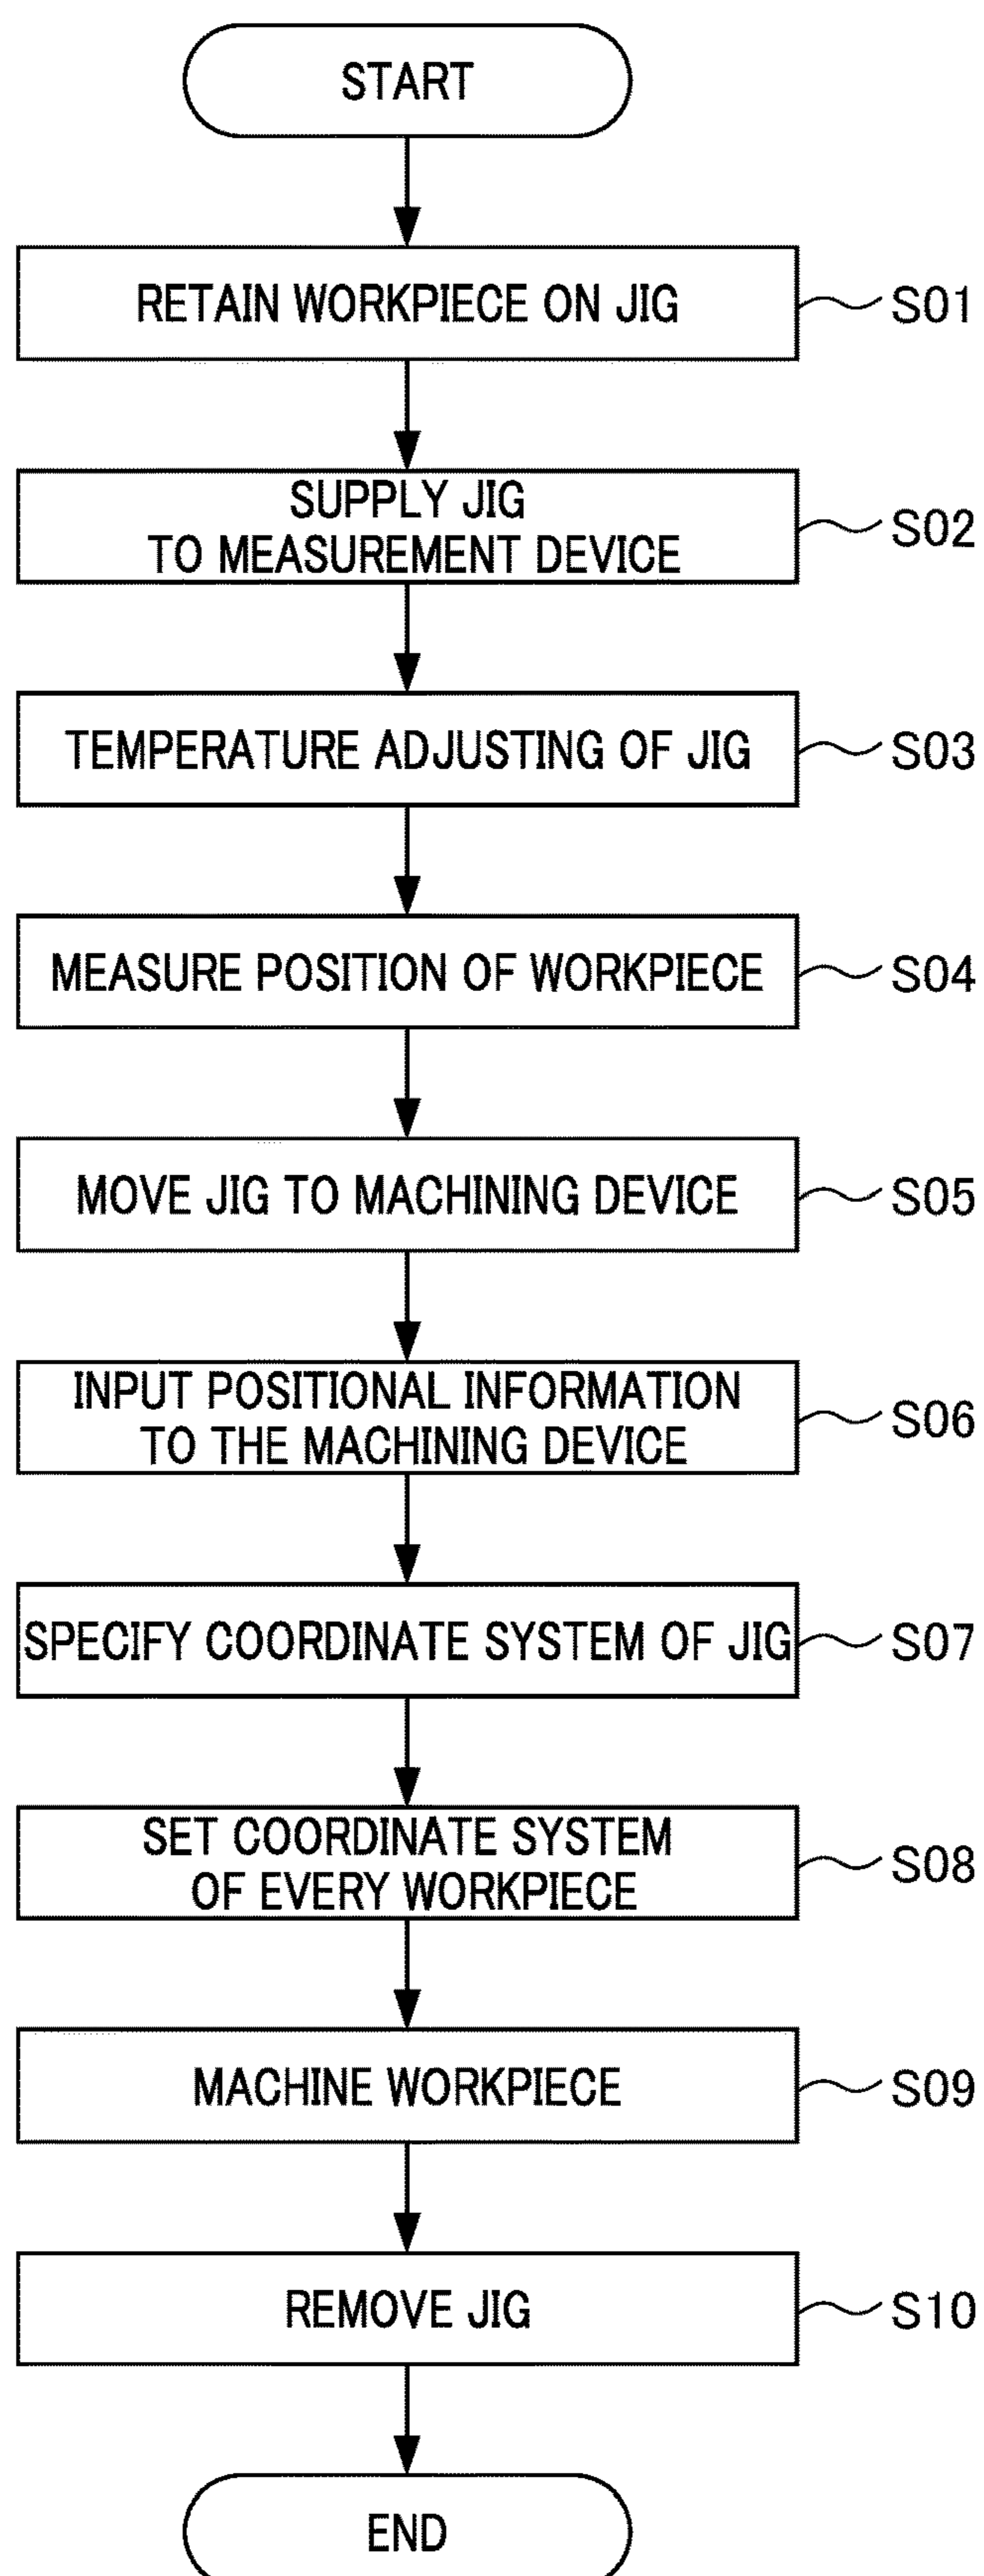 START
RETAIN WORKPIECE ON JIG
S01
SUPPLY JIG
TO MEASUREMENT DEVICE
S02
TEMPERATURE ADJUSTING OF JIG
S03
MEASURE POSITION OF WORKPIECE
S04
MOVE JIG TO MACHINING DEVICE
S05
INPUT POSITIONAL INFORMATION
TO THE MACHINING DEVICE
S06
SPECIFY COORDINATE SYSTEM OF JIG
S07
SET COORDINATE SYSTEM
OF EVERY WORKPIECE
S08
MACHINE WORKPIECE
S09
REMOVE JIG
S10
END